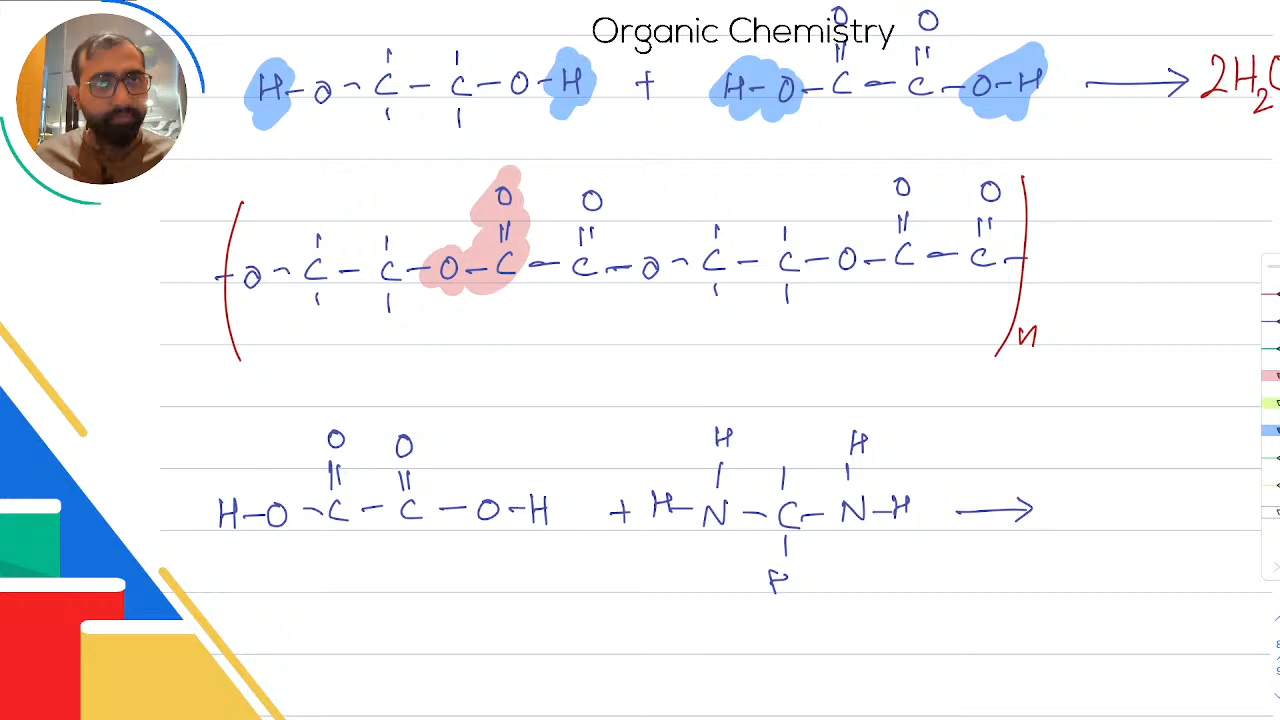 Organic Chemistry
O O
H-O-C-C-O-H + H-O-C-C-O-H → 2H₂O
O O O O
-O-C-C-O-C-C-O-C-C-O-C-C-
n
O O H H
H-O-C-C-O-H + H-N-C-N-H →